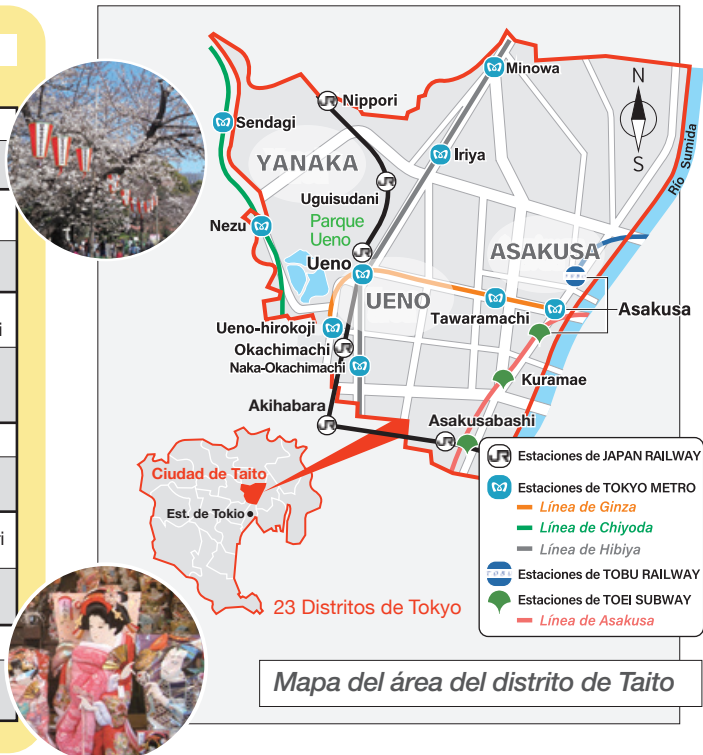 Minowa
N
S
Nippori
Sendagi
Iriya
Río Sumida
YANAKA
Uguisudani
Nezu
Parque
Ueno
ASAKUSA
Ueno
TOBU
UENO
Tawaramachi
Asakusa
Ueno-hirokoji
Okachimachi
Naka-Okachimachi
Kuramae
Akihabara
Asakusabashi
JR Estaciones de JAPAN RAILWAY
Ciudad de Taito
Estaciones de TOKYO METRO
Línea de Ginza
Est. de Tokio
Línea de Chiyoda
Línea de Hibiya
TOBU Estaciones de TOBU RAILWAY
Estaciones de TOEI SUBWAY
23 Distritos de Tokyo
Línea de Asakusa
Mapa del área del distrito de Taito